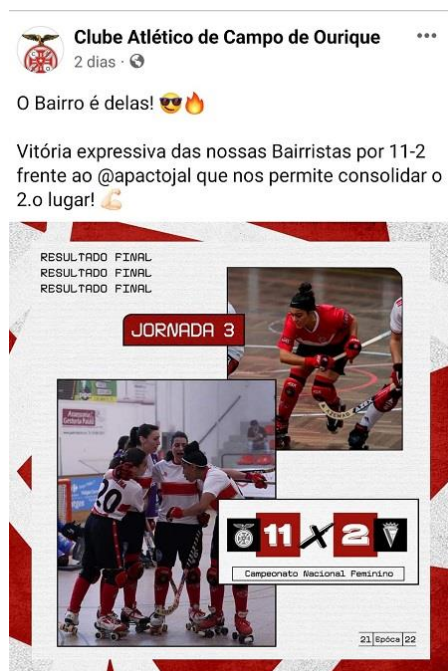 Clube Atlético de Campo de Ourique
2 dias ·
O Bairro é delas! 😎🔥
Vitória expressiva das nossas Bairristas por 11-2
frente ao @apactojal que nos permite consolidar o
2.o lugar! 💪🏻
RESULTADO FINAL
RESULTADO FINAL
RESULTADO FINAL
JORNADA 3
20
11 X 2
Campeonato Nacional Feminino
21 Epóca 22